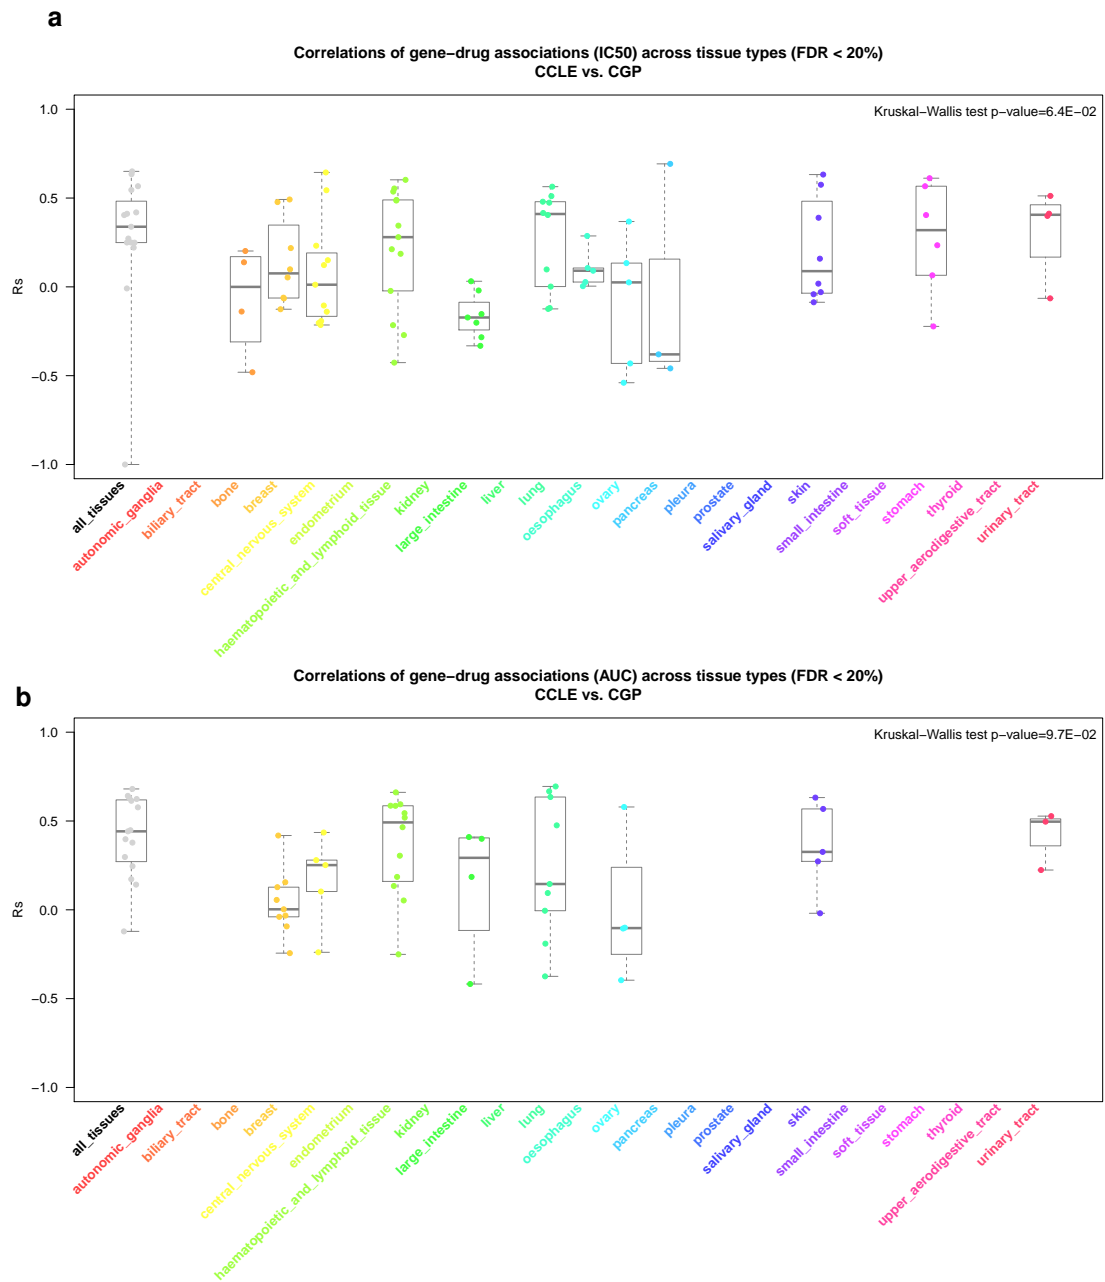 a
Correlations of gene−drug associations (IC50) across tissue types (FDR < 20%)
CCLE vs. CGP
Kruskal−Wallis test p−value=6.4E−02
1.0
0.5
0.0
−0.5
−1.0
Rs
all_tissues
autonomic_ganglia
biliary_tract
bone
breast
central_nervous_system
endometrium
haematopoietic_and_lymphoid_tissue
kidney
large_intestine
liver
lung
oesophagus
ovary
pancreas
pleura
prostate
salivary_gland
skin
small_intestine
soft_tissue
stomach
thyroid
upper_aerodigestive_tract
urinary_tract
b
Correlations of gene−drug associations (AUC) across tissue types (FDR < 20%)
CCLE vs. CGP
Kruskal−Wallis test p−value=9.7E−02
1.0
0.5
0.0
−0.5
−1.0
Rs
all_tissues
autonomic_ganglia
biliary_tract
bone
breast
central_nervous_system
endometrium
haematopoietic_and_lymphoid_tissue
kidney
large_intestine
liver
lung
oesophagus
ovary
pancreas
pleura
prostate
salivary_gland
skin
small_intestine
soft_tissue
stomach
thyroid
upper_aerodigestive_tract
urinary_tract